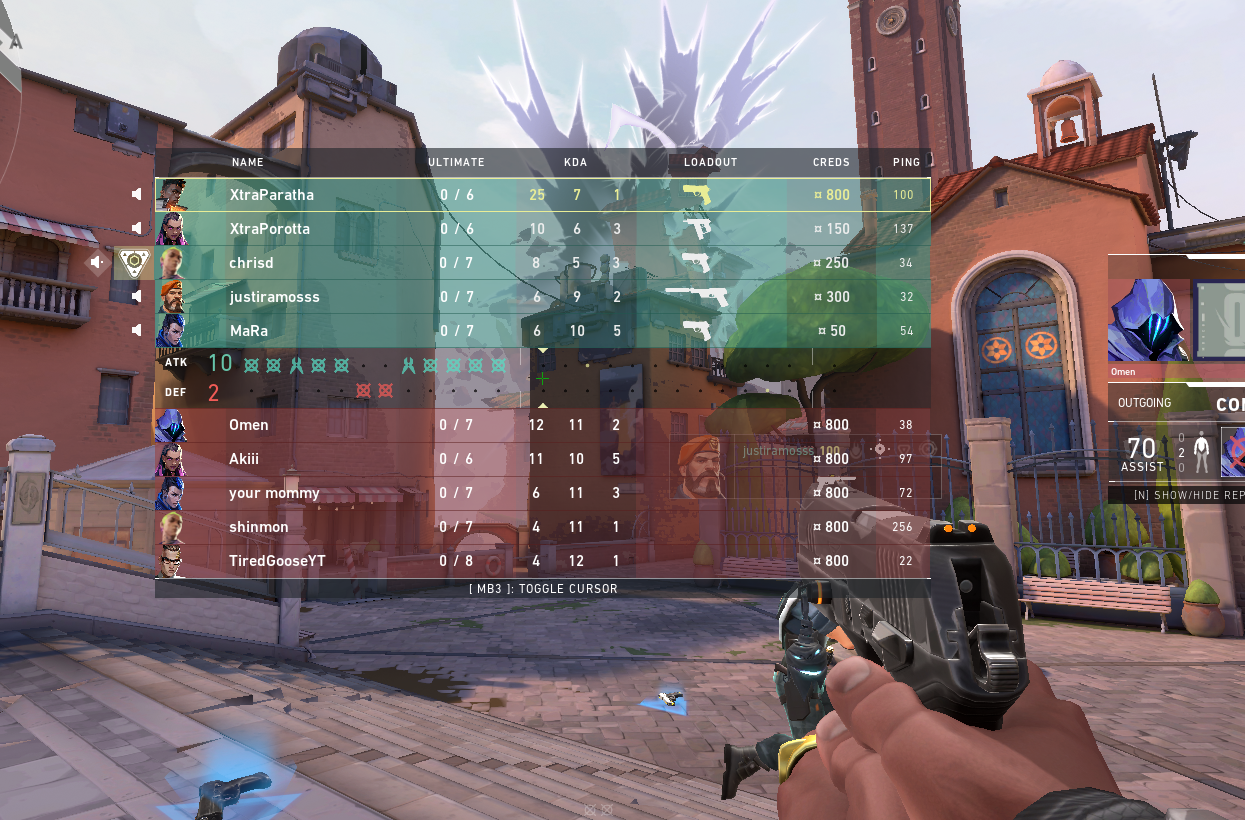 A
NAME ULTIMATE KDA LOADOUT CREDS PING
XtraParatha 0 / 6 25 7 1 ¤ 800 100
XtraPorotta 0 / 6 10 6 3 ¤ 150 137
chrisd 0 / 7 8 5 3 ¤ 250 34
justiramosss 0 / 7 6 9 2 ¤ 300 32
MaRa 0 / 7 6 10 5 ¤ 50 54
ATK 10
DEF 2
Omen 0 / 7 12 11 2 ¤ 800 38
Akiii 0 / 6 11 10 5 ¤ 800 97
your mommy 0 / 7 6 11 3 ¤ 800 72
shinmon 0 / 7 4 11 1 ¤ 800 256
TiredGooseYT 0 / 8 4 12 1 ¤ 800 22
[ MB3 ]: TOGGLE CURSOR
justiramosss 100
Omen
OUTGOING
70
ASSIST
0
2
0
[N] SHOW/HIDE REP